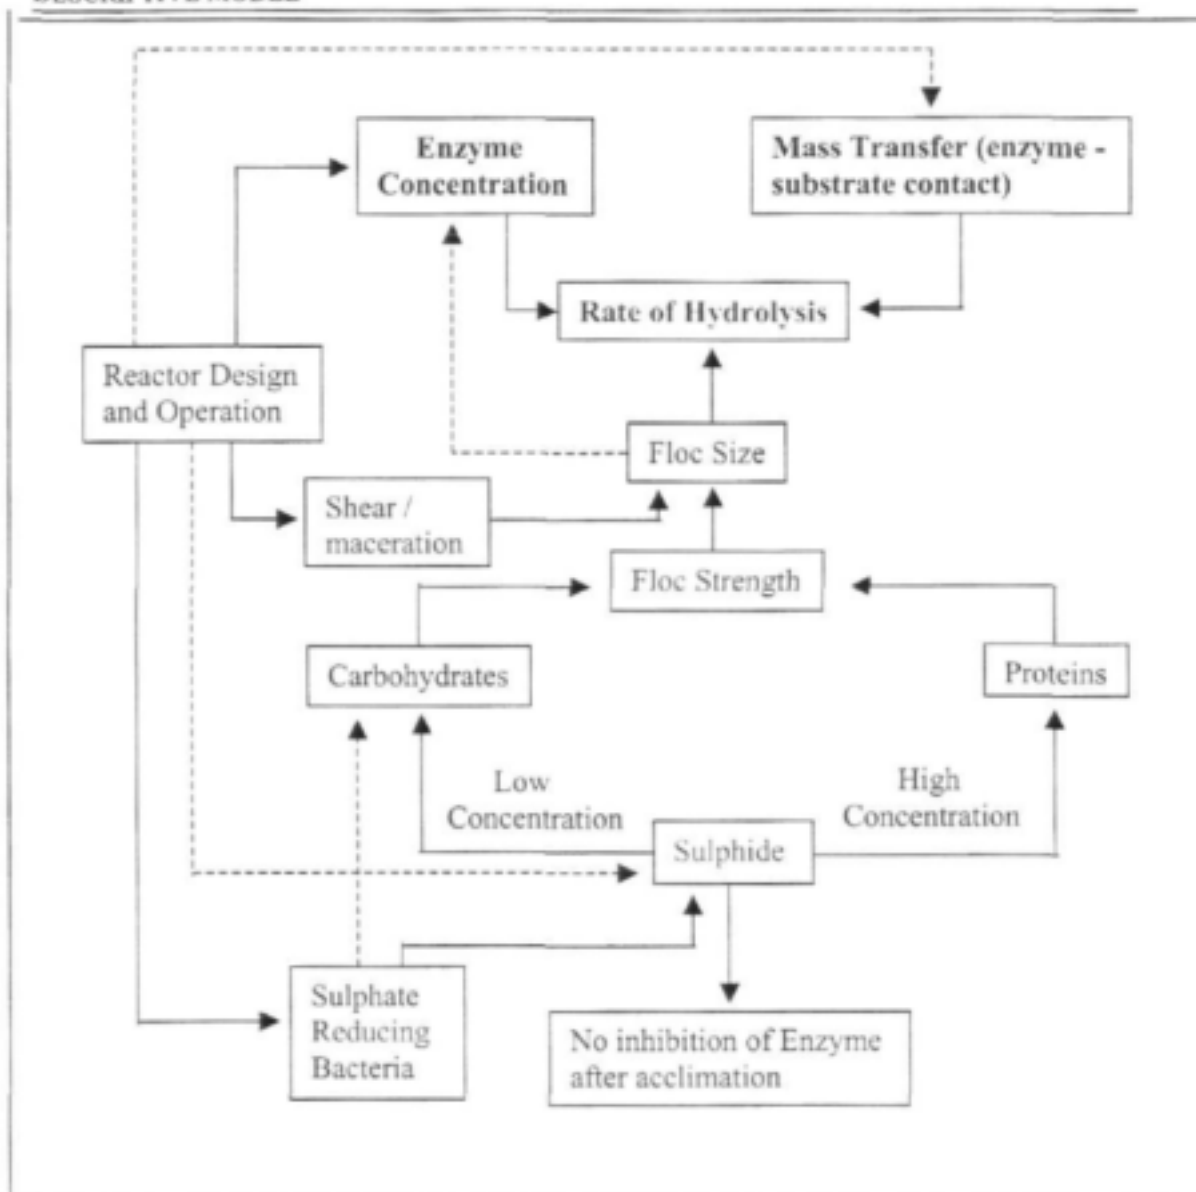 Enzyme
Concentration
Mass Transfer (enzyme -
substrate contact)
Rate of Hydrolysis
Reactor Design
and Operation
Floc Size
Shear /
maceration
Floc Strength
Carbohydrates
Proteins
Low
Concentration
High
Concentration
Sulphide
Sulphate
Reducing
Bacteria
No inhibition of Enzyme
after acclimation